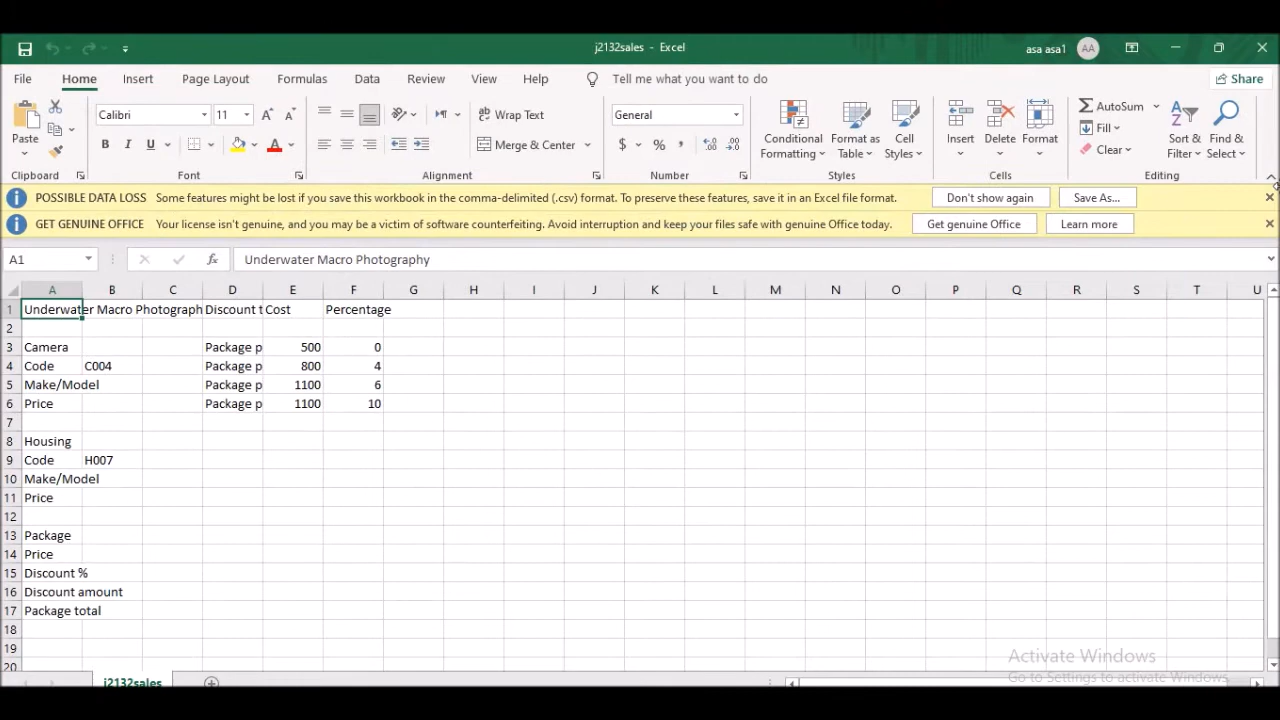 j2132sales - Excel
asa asa1 AA
File Home Insert Page Layout Formulas Data Review View Help Tell me what you want to do Share
Paste
Calibri 11
B I U A
Wrap Text
Merge & Center
General
$ %
Conditional Formatting
Format as Table
Cell Styles
Insert Delete Format
AutoSum
Fill
Clear
Sort & Filter
Find & Select
Clipboard Font Alignment Number Styles Cells Editing
POSSIBLE DATA LOSS Some features might be lost if you save this workbook in the comma-delimited (.csv) format. To preserve these features, save it in an Excel file format. Don't show again Save As...
GET GENUINE OFFICE Your license isn't genuine, and you may be a victim of software counterfeiting. Avoid interruption and keep your files safe with genuine Office today. Get genuine Office Learn more
A1 fx Underwater Macro Photography
A B C D E F G H I J K L M N O P Q R S T U
1 Underwater Macro Photograph Discount t Cost Percentage
2
3 Camera Package p 500 0
4 Code C004 Package p 800 4
5 Make/Model Package p 1100 6
6 Price Package p 1100 10
7
8 Housing
9 Code H007
10 Make/Model
11 Price
12
13 Package
14 Price
15 Discount %
16 Discount amount
17 Package total
18
19
20
Activate Windows
Go to Settings to activate Windows.
j2132sales